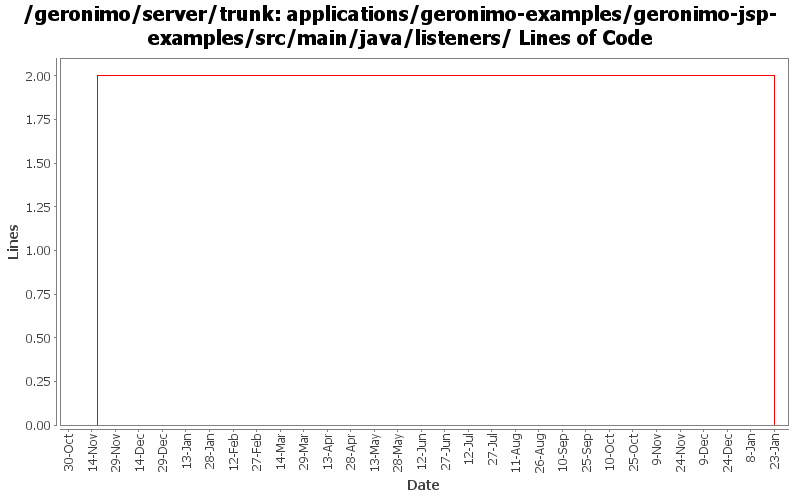 /geronimo/server/trunk: applications/geronimo-examples/geronimo-jsp-
examples/src/main/java/listeners/ Lines of Code
2.00
1.75
1.50
1.25
1.00
0.75
0.50
0.25
0.00
Lines
30-Oct
14-Nov
29-Nov
14-Dec
29-Dec
13-Jan
28-Jan
12-Feb
27-Feb
14-Mar
29-Mar
13-Apr
28-Apr
13-May
28-May
12-Jun
27-Jun
12-Jul
27-Jul
11-Aug
26-Aug
10-Sep
25-Sep
10-Oct
25-Oct
9-Nov
24-Nov
9-Dec
24-Dec
8-Jan
23-Jan
Date